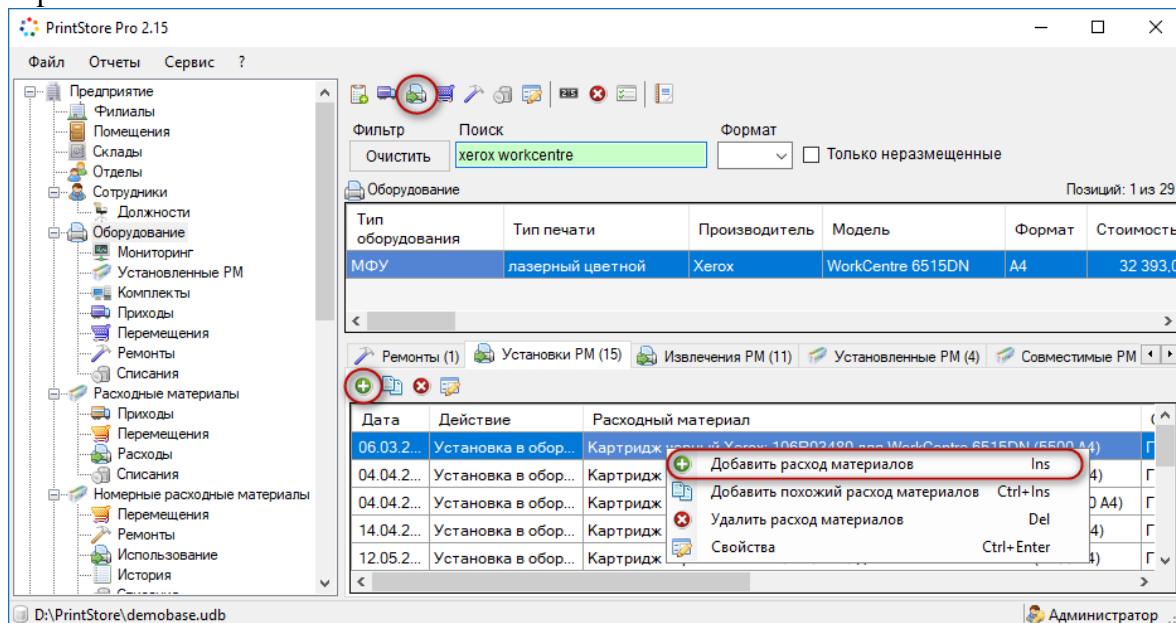 PrintStore Pro 2.15
Файл Отчеты Сервис ?
Предприятие
Филиалы
Помещения
Склады
Отделы
Сотрудники
Должности
Оборудование
Мониторинг
Установленные РМ
Комплекты
Приходы
Перемещения
Ремонты
Списания
Расходные материалы
Приходы
Перемещения
Расходы
Списания
Номерные расходные материалы
Перемещения
Ремонты
Использование
История
Фильтр Поиск Формат
Очистить xerox workcentre Только неразмещенные
Оборудование Позиций: 1 из 29
Тип оборудования Тип печати Производитель Модель Формат Стоимость
МФУ лазерный цветной Xerox WorkCentre 6515DN A4 32 393,0
Ремонты (1) Установки РМ (15) Извлечения РМ (11) Установленные РМ (4) Совместимые РМ
Дата Действие Расходный материал
06.03.2... Установка в обор... Картридж черный Xerox: 106R03480 для WorkCentre 6515DN (5500 A4) Г
04.04.2... Установка в обор... Картридж 4) Г
04.04.2... Установка в обор... Картридж 0 A4) Г
14.04.2... Установка в обор... Картридж 4) Г
12.05.2... Установка в обор... Картридж 4) Г
Добавить расход материалов Ins
Добавить похожий расход материалов Ctrl+Ins
Удалить расход материалов Del
Свойства Ctrl+Enter
D:\PrintStore\demobase.udb Администратор